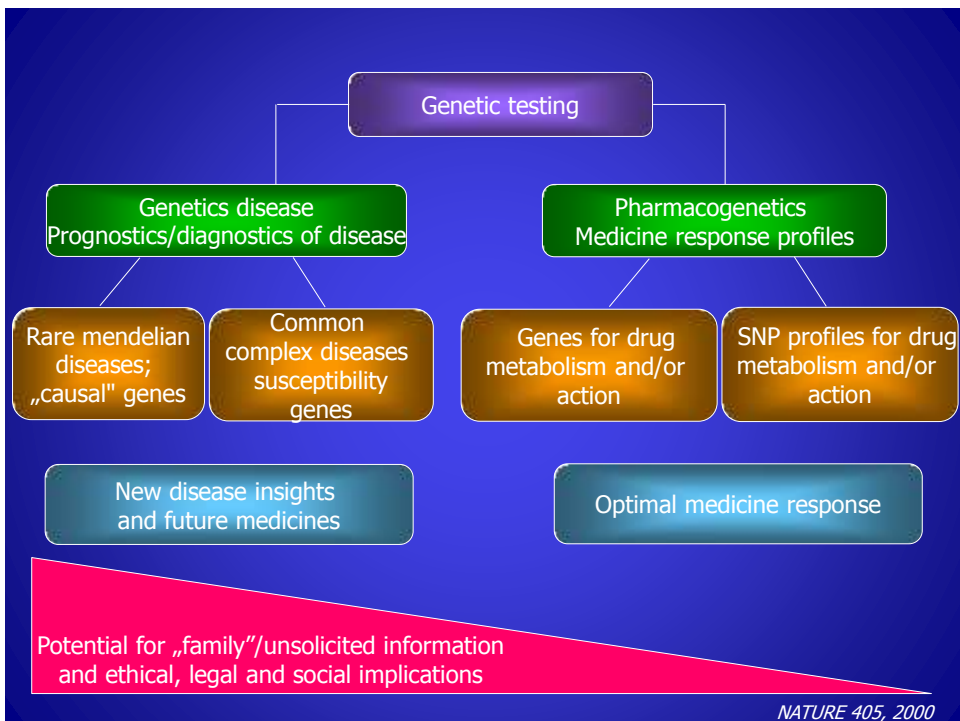 Genetic testing
Genetics disease
Prognostics/diagnostics of disease
Pharmacogenetics
Medicine response profiles
Rare mendelian
diseases;
„causal" genes
Common
complex diseases
susceptibility
genes
Genes for drug
metabolism and/or
action
SNP profiles for drug
metabolism and/or
action
New disease insights
and future medicines
Optimal medicine response
Potential for „family”/unsolicited information
and ethical, legal and social implications
NATURE 405, 2000